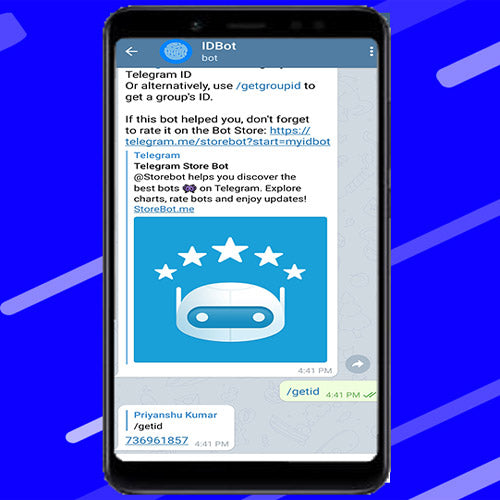 IDBot
bot
Telegram ID
Or alternatively, use /getgroupid to
get a group's ID.
If this bot helped you, don't forget
to rate it on the Bot Store: https://
telegram.me/storebot?start=myidbot
Telegram
Telegram Store Bot
@Storebot helps you discover the
best bots 👾 on Telegram. Explore
charts, rate bots and enjoy updates!
StoreBot.me
4:41 PM
/getid 4:41 PM
Priyanshu Kumar
/getid
736961857 4:41 PM